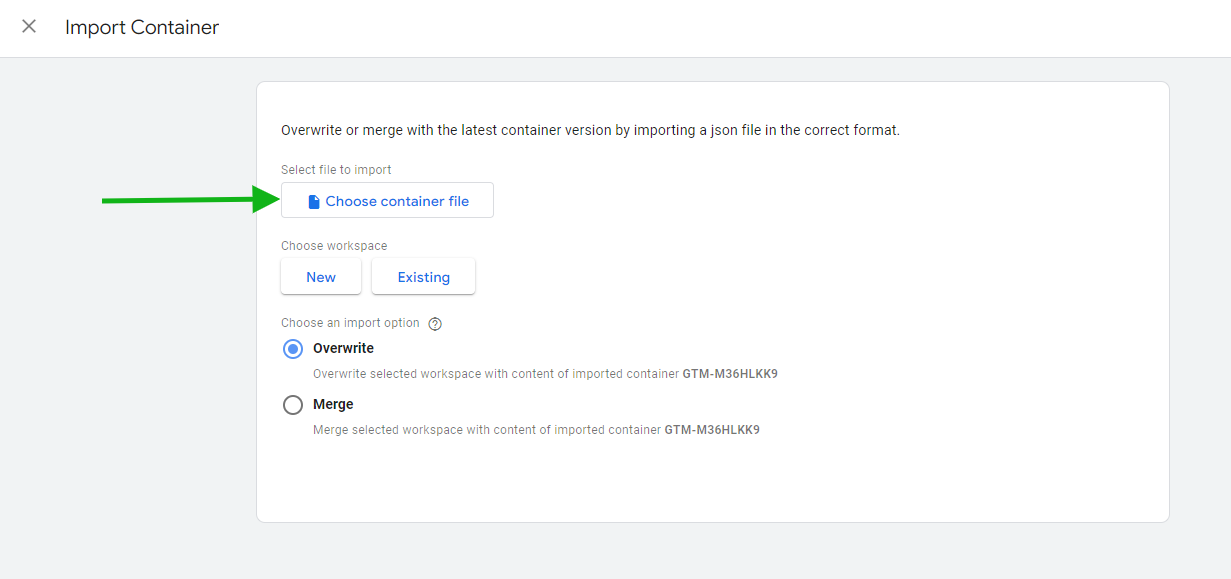 Import Container
Overwrite or merge with the latest container version by importing a json file in the correct format.
Select file to import
Choose container file
Choose workspace
New Existing
Choose an import option ?
Overwrite
Overwrite selected workspace with content of imported container GTM-M36HLKK9
Merge
Merge selected workspace with content of imported container GTM-M36HLKK9